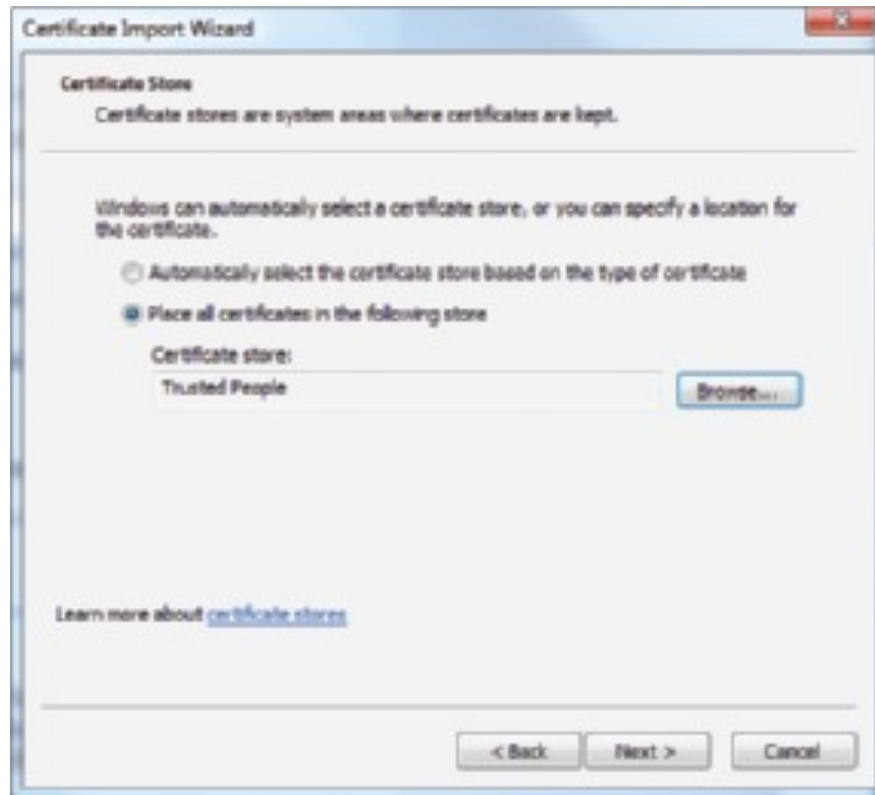 Certificate Import Wizard
Certificate Store
Certificate stores are system areas where certificates are kept.
Windows can automatically select a certificate store, or you can specify a location for
the certificate.
Automatically select the certificate store based on the type of certificate
Place all certificates in the following store
Certificate store:
Trusted People
Browse...
Learn more about certificate stores
< Back
Next >
Cancel